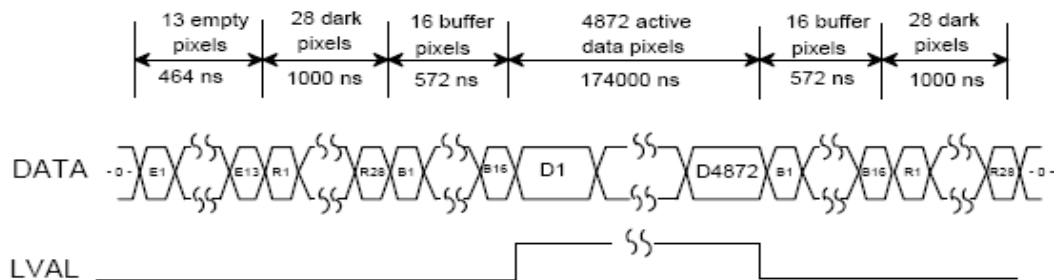 13 empty pixels
28 dark pixels
16 buffer pixels
4872 active data pixels
16 buffer pixels
28 dark pixels
464 ns
1000 ns
572 ns
174000 ns
572 ns
1000 ns
DATA -0- E1 E13 R1 R28 B1 B16 D1 D4872 B1 B16 R1 R28 -0-
LVAL